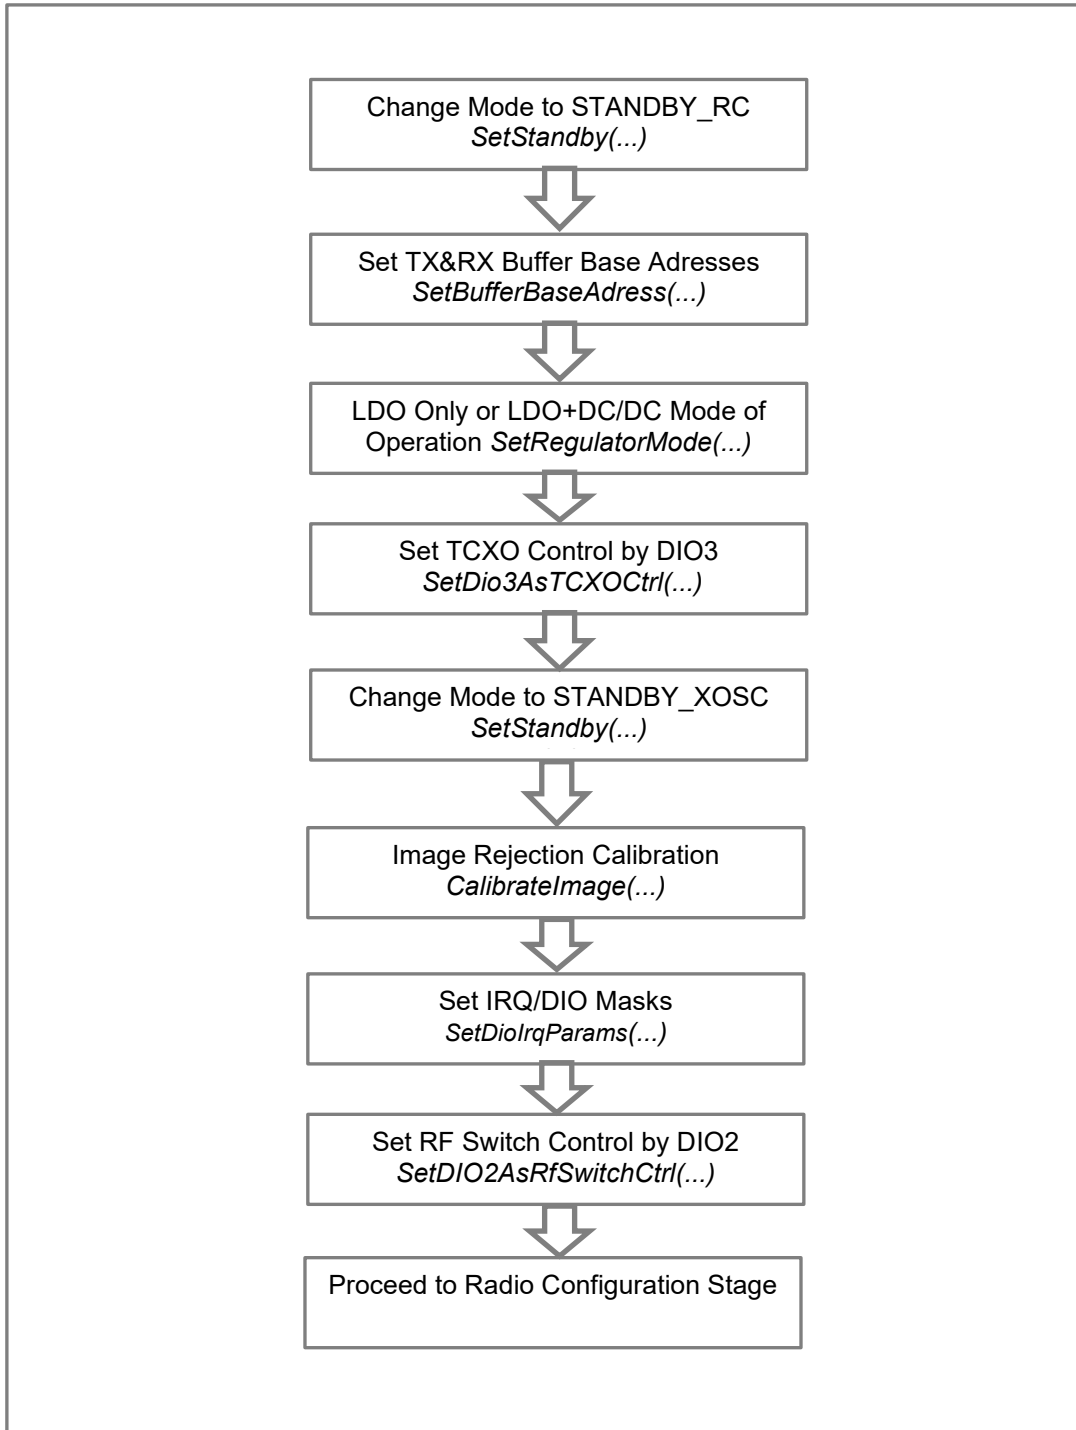 Change Mode to STANDBY_RC
SetStandby(...)
Set TX&RX Buffer Base Adresses
SetBufferBaseAdress(...)
LDO Only or LDO+DC/DC Mode of
Operation SetRegulatorMode(...)
Set TCXO Control by DIO3
SetDio3AsTCXOCtrl(...)
Change Mode to STANDBY_XOSC
SetStandby(...)
Image Rejection Calibration
CalibrateImage(...)
Set IRQ/DIO Masks
SetDioIrqParams(...)
Set RF Switch Control by DIO2
SetDIO2AsRfSwitchCtrl(...)
Proceed to Radio Configuration Stage